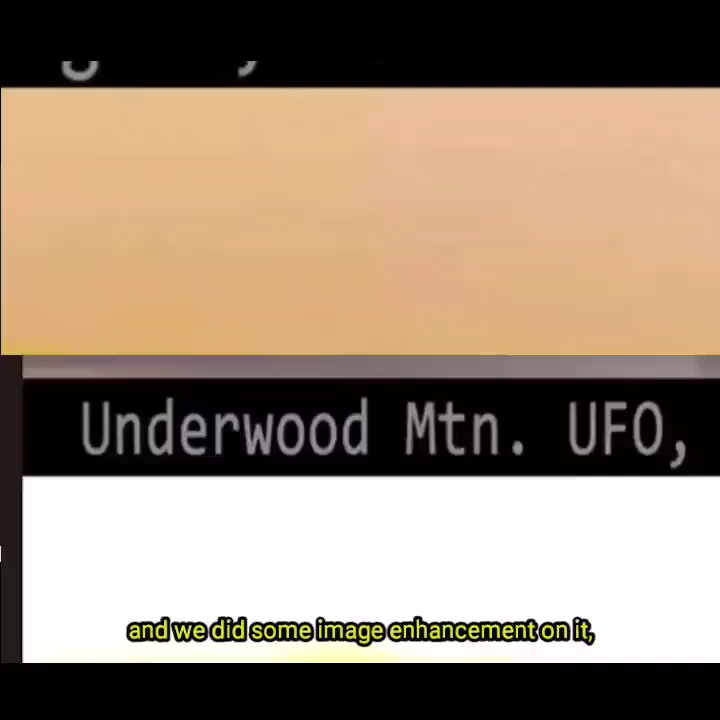 Underwood Mtn. UFO,
and we did some image enhancement on it,